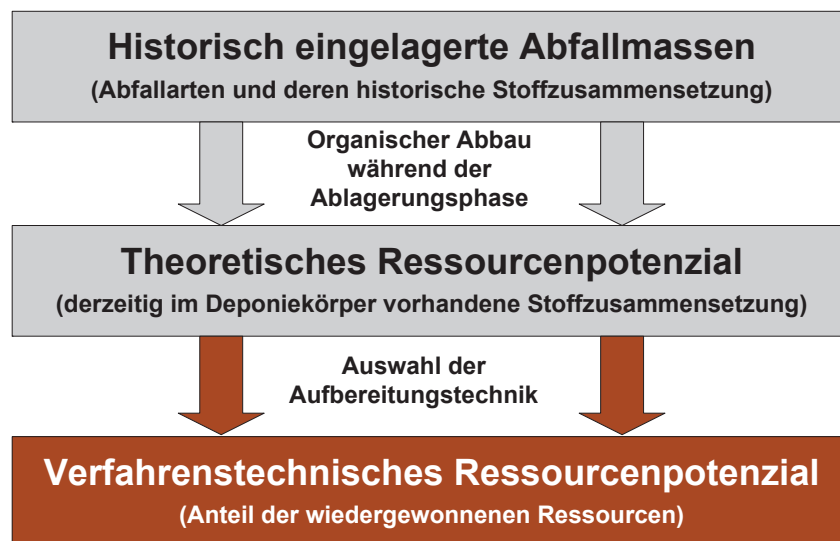 Historisch eingelagerte Abfallmassen
(Abfallarten und deren historische Stoffzusammensetzung)
Organischer Abbau
während der
Ablagerungsphase
Theoretisches Ressourcenpotenzial
(derzeitig im Deponiekörper vorhandene Stoffzusammensetzung)
Auswahl der
Aufbereitungstechnik
Verfahrenstechnisches Ressourcenpotenzial
(Anteil der wiedergewonnenen Ressourcen)